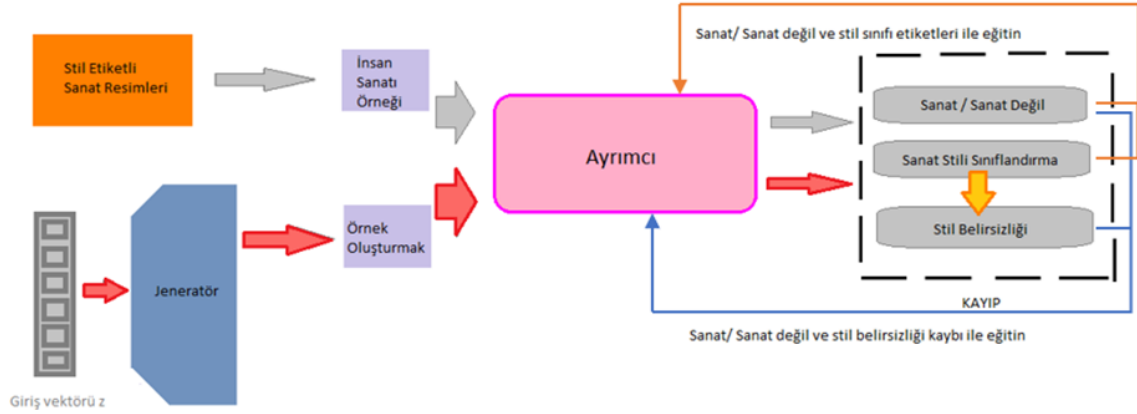 Sanat/ Sanat değil ve stil sınıfı etiketleri ile eğitin
Stil Etiketli
Sanat Resimleri
İnsan
Sanatı
Örneği
Ayrımcı
Sanat / Sanat Değil
Sanat Stili Sınıflandırma
Stil Belirsizliği
Örnek
Oluşturmak
Jeneratör
KAYIP
Sanat/ Sanat değil ve stil belirsizliği kaybı ile eğitin
Giriş vektörü z